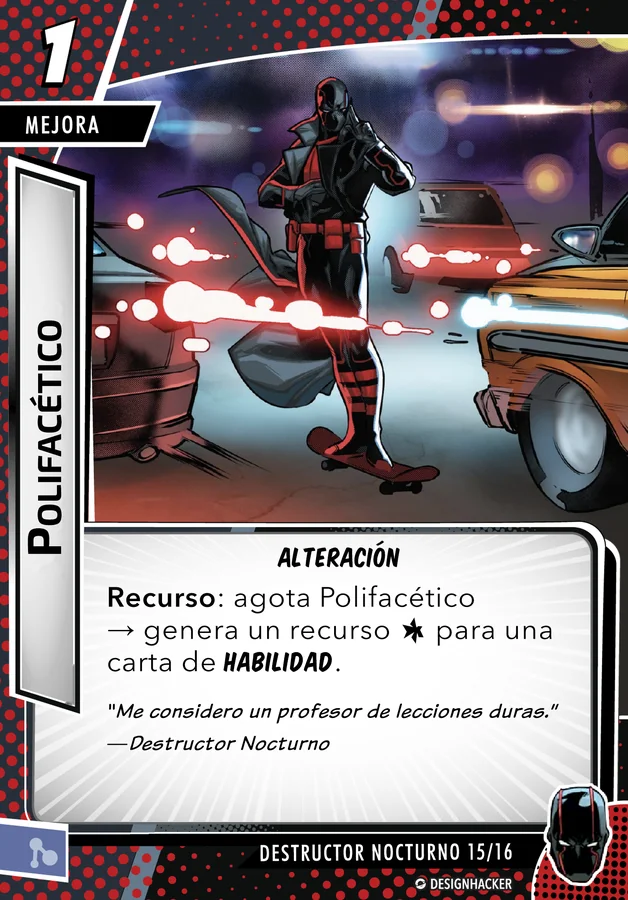 1
MEJORA
POLIFACÉTICO
ALTERACIÓN
Recurso: agota Polifacético
→ genera un recurso para una
carta de HABILIDAD.
"Me considero un profesor de lecciones duras."
—Destructor Nocturno
DESTRUCTOR NOCTURNO 15/16
DESIGNHACKER